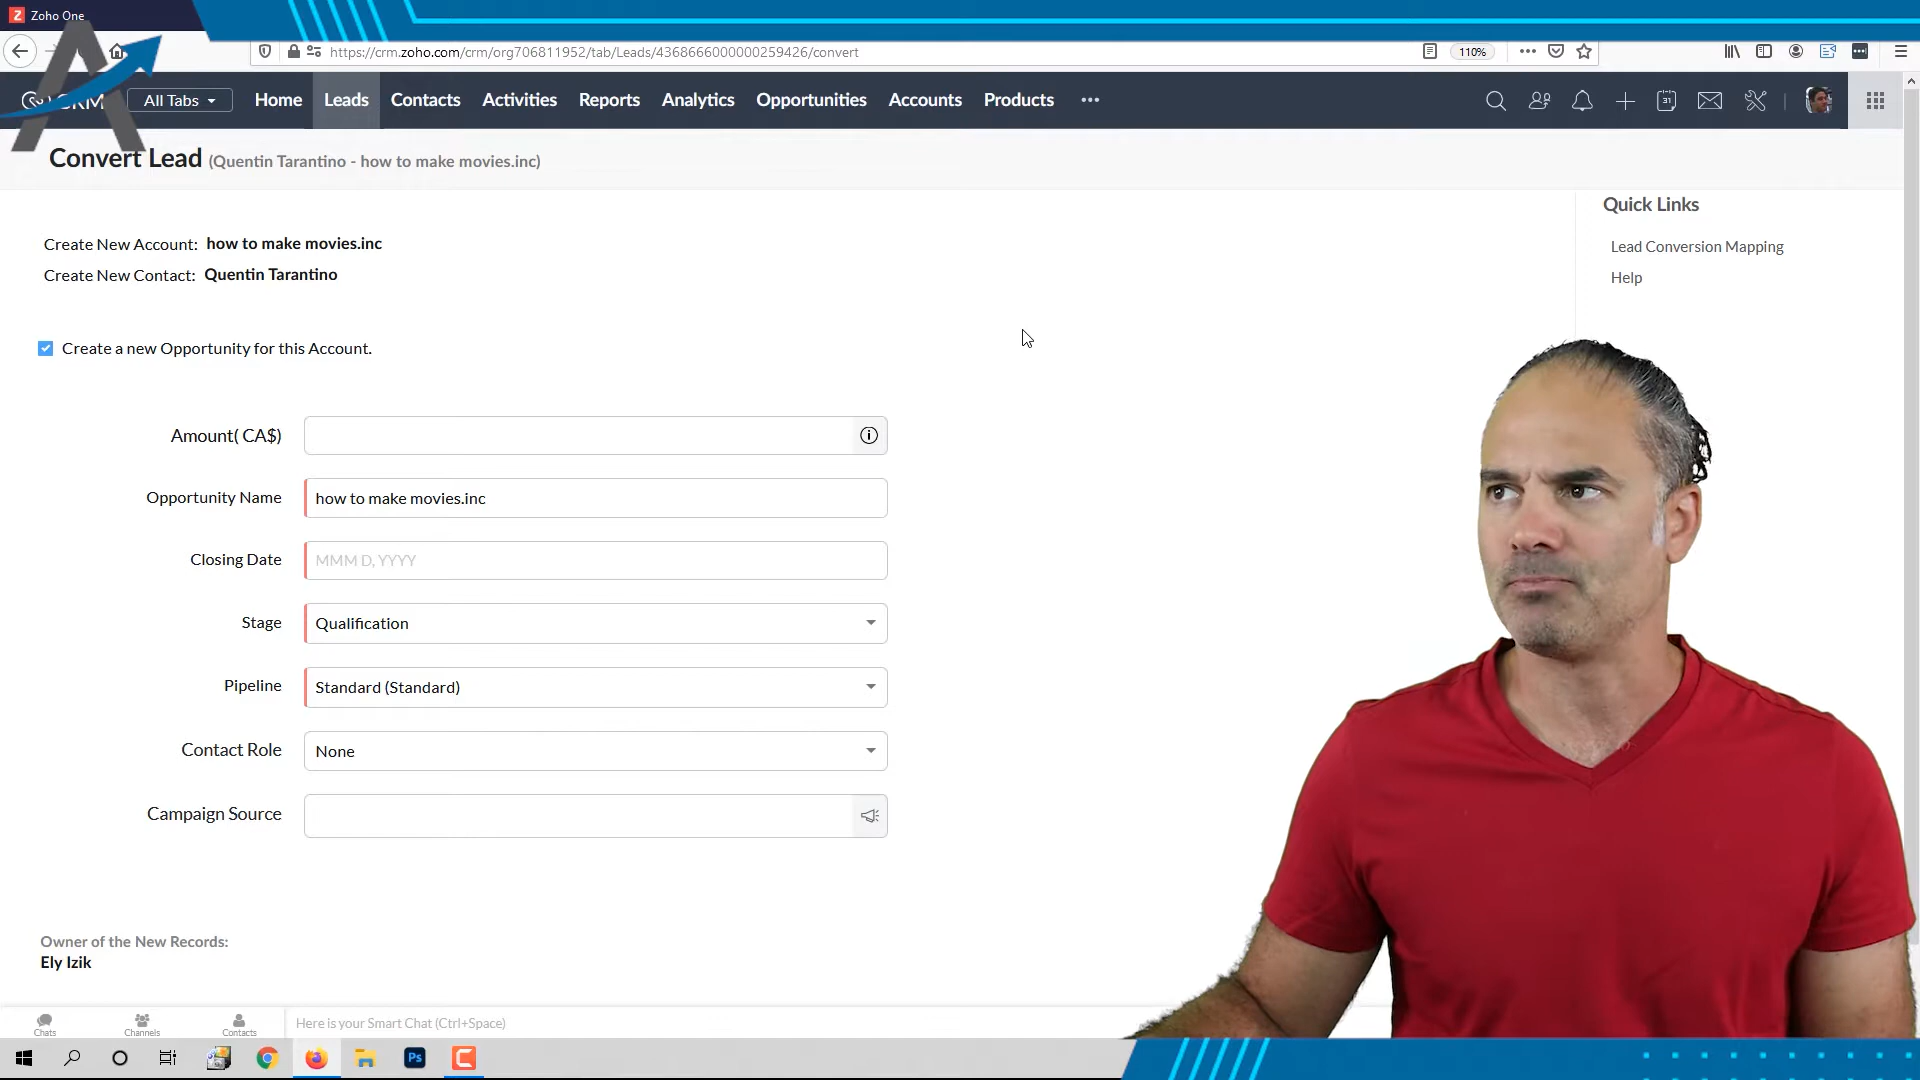 Zoho One
https://crm.zoho.com/crm/org706811952/tab/Leads/4368666000000259426/convert
110%
CRM
All Tabs
Home
Leads
Contacts
Activities
Reports
Analytics
Opportunities
Accounts
Products
31
Convert Lead (Quentin Tarantino - how to make movies.inc)
Quick Links
Lead Conversion Mapping
Help
Create New Account: how to make movies.inc
Create New Contact: Quentin Tarantino
Create a new Opportunity for this Account.
Amount( CA$)
Opportunity Name how to make movies.inc
Closing Date MMM D, YYYY
Stage Qualification
Pipeline Standard (Standard)
Contact Role None
Campaign Source
Owner of the New Records:
Ely Izik
Chats
Channels
Contacts
Here is your Smart Chat (Ctrl+Space)
Ps